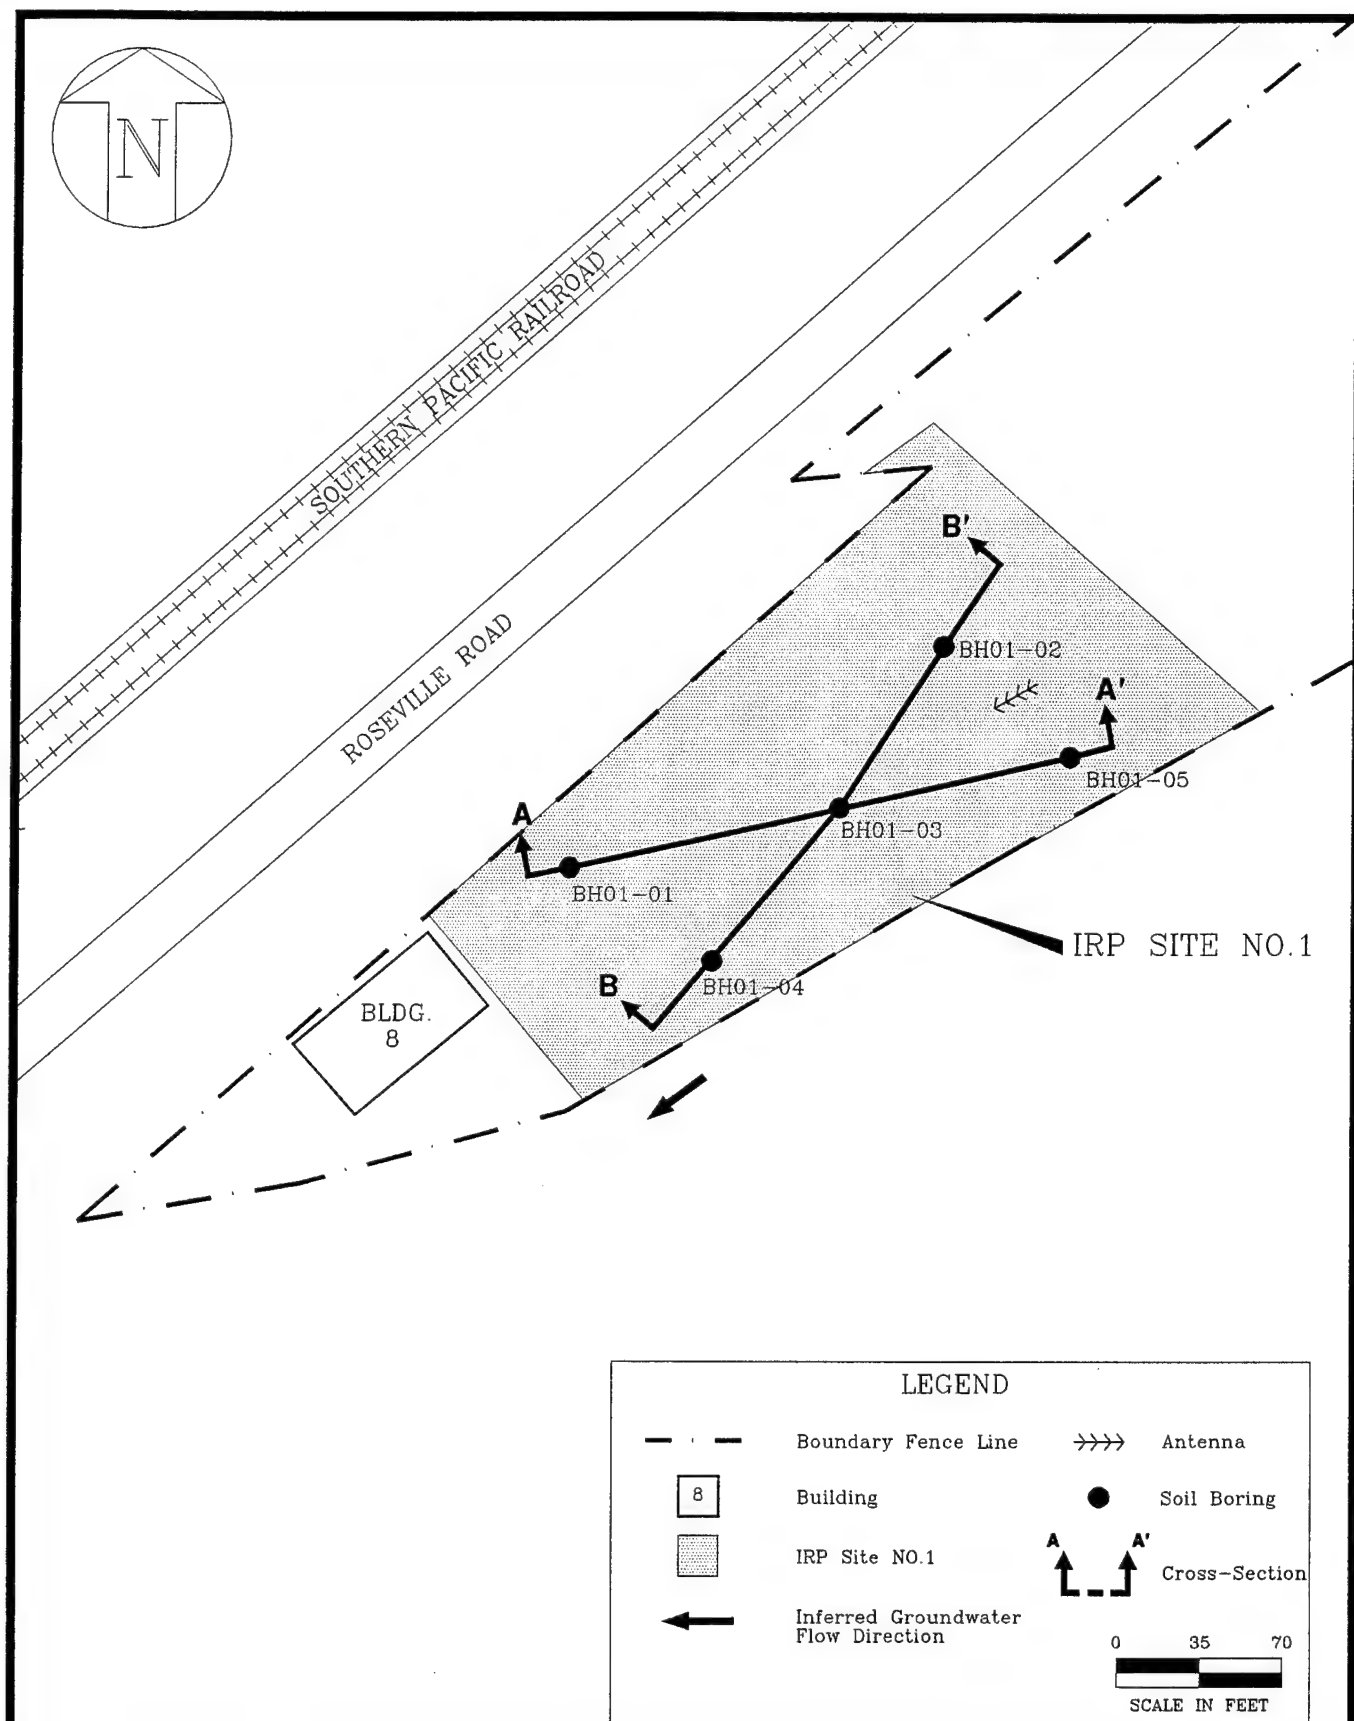 N
SOUTHERN PACIFIC RAILROAD
ROSEVILLE ROAD
B'
BH01-02
A'
BH01-05
A
BH01-03
BH01-01
IRP SITE NO.1
B
BH01-04
BLDG.
8
LEGEND
Boundary Fence Line
Antenna
8
Building
Soil Boring
IRP Site NO.1
A
A'
Cross-Section
Inferred Groundwater
Flow Direction
0 35 70
SCALE IN FEET